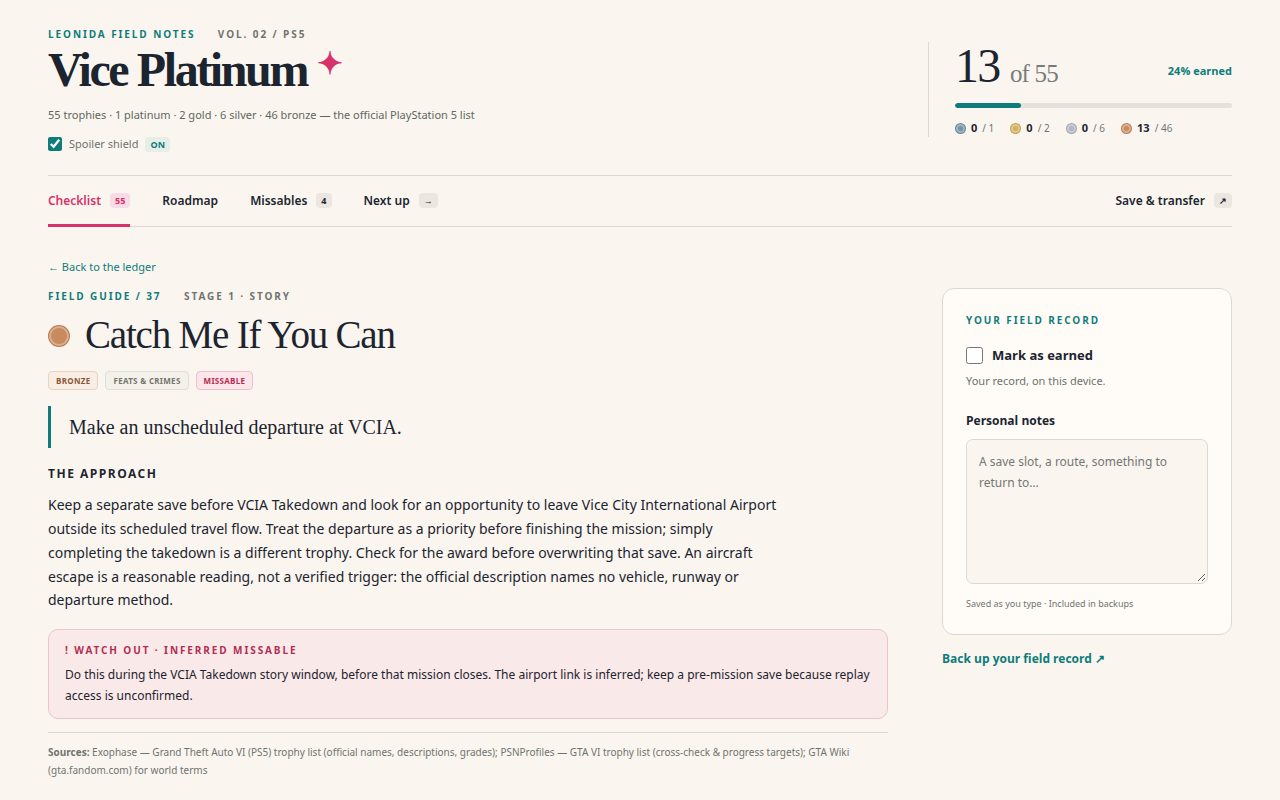 LEONIDA FIELD NOTES VOL. 02 / PS5
Vice Platinum ✦
55 trophies · 1 platinum · 2 gold · 6 silver · 46 bronze — the official PlayStation 5 list
Spoiler shield ON
13 of 55
24% earned
0 / 1 0 / 2 0 / 6 13 / 46
Checklist 55 Roadmap Missables 4 Next up → Save & transfer ↗
← Back to the ledger
FIELD GUIDE / 37 STAGE 1 · STORY
Catch Me If You Can
BRONZE FEATS & CRIMES MISSABLE
Make an unscheduled departure at VCIA.
THE APPROACH
Keep a separate save before VCIA Takedown and look for an opportunity to leave Vice City International Airport
outside its scheduled travel flow. Treat the departure as a priority before finishing the mission; simply
completing the takedown is a different trophy. Check for the award before overwriting that save. An aircraft
escape is a reasonable reading, not a verified trigger: the official description names no vehicle, runway or
departure method.
! WATCH OUT · INFERRED MISSABLE
Do this during the VCIA Takedown story window, before that mission closes. The airport link is inferred; keep a pre-mission save because replay
access is unconfirmed.
Sources: Exophase — Grand Theft Auto VI (PS5) trophy list (official names, descriptions, grades); PSNProfiles — GTA VI trophy list (cross-check & progress targets); GTA Wiki
(gta.fandom.com) for world terms
YOUR FIELD RECORD
Mark as earned
Your record, on this device.
Personal notes
A save slot, a route, something to
return to…
Saved as you type · Included in backups
Back up your field record ↗